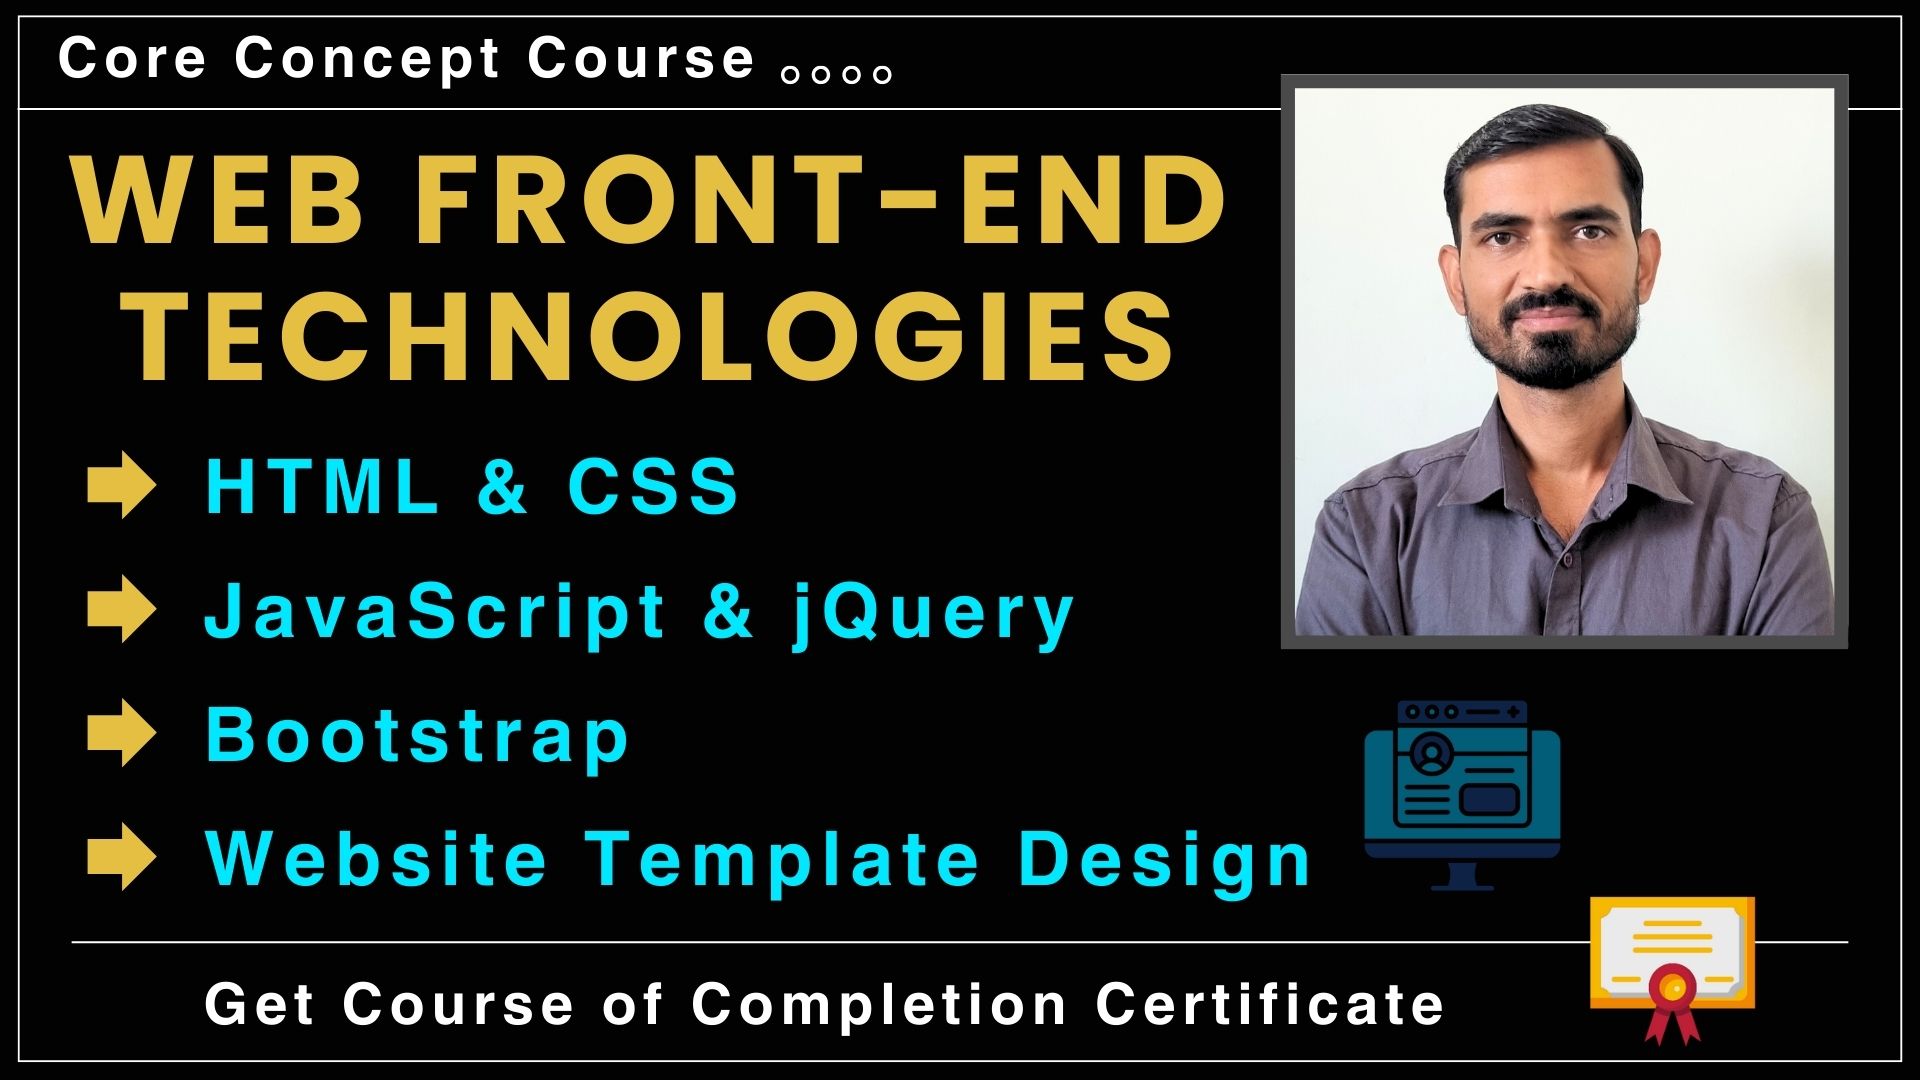 Core Concept Course
WEB FRONT-END
TECHNOLOGIES
HTML & CSS
JavaScript & jQuery
Bootstrap
Website Template Design
Get Course of Completion Certificate